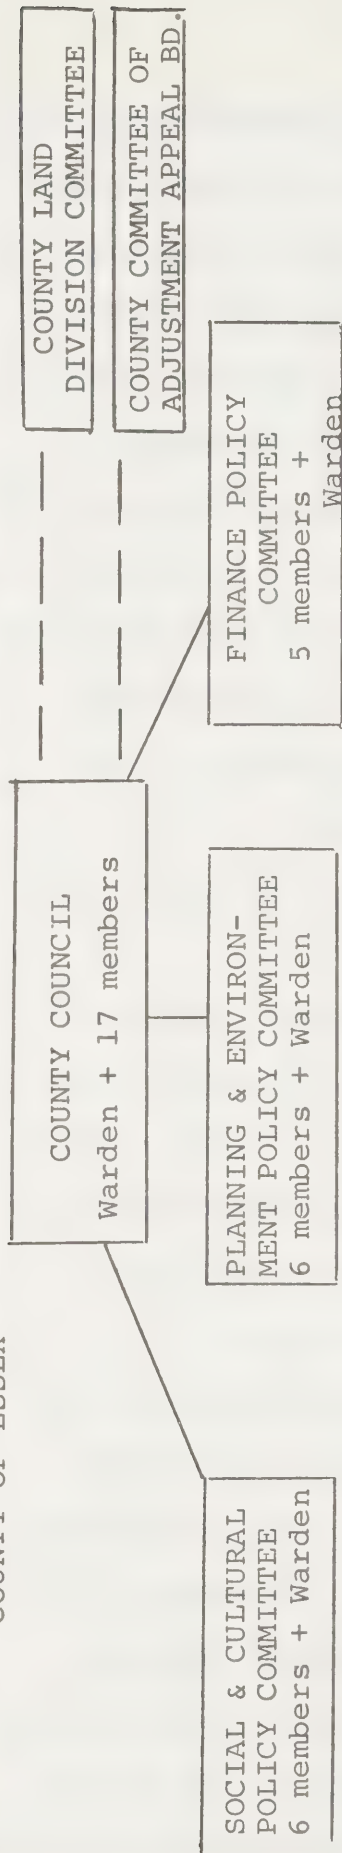 COUNTY OF ESSEX
COUNTY COUNCIL
Warden + 17 members
COUNTY LAND
DIVISION COMMITTEE
COUNTY COMMITTEE OF
ADJUSTMENT APPEAL BD.
SOCIAL & CULTURAL
POLICY COMMITTEE
6 members + Warden
PLANNING & ENVIRON-
MENT POLICY COMMITTEE
6 members + Warden
FINANCE POLICY
COMMITTEE
5 members +
Warden